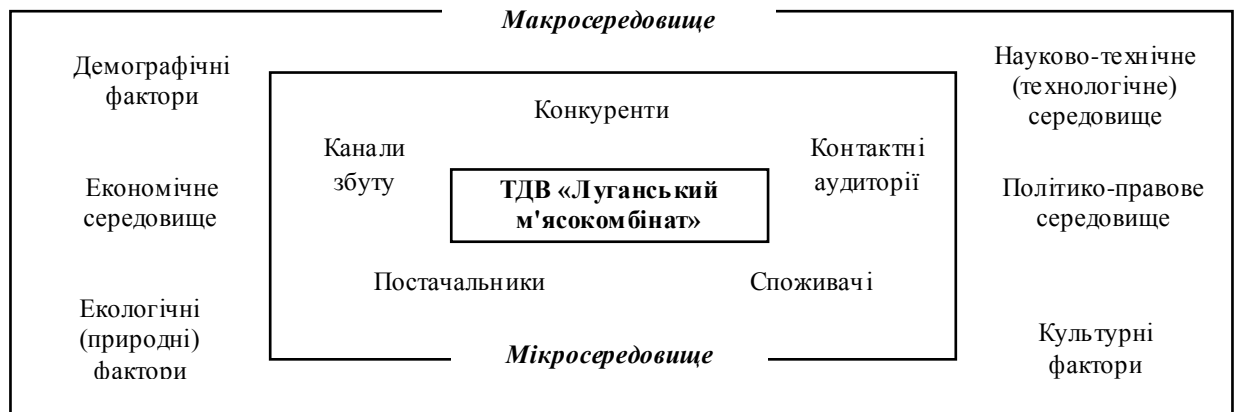 Макросередовище
Демографічні
фактори
Економічне
середовище
Екологічні
(природні)
фактори
Конкуренти
Канали
збуту
Контактні
аудиторії
ТДВ «Луганський
м'ясокомбінат»
Постачальники
Споживачі
Мікросередовище
Науково-технічне
(технологічне)
середовище
Політико-правове
середовище
Культурні
фактори